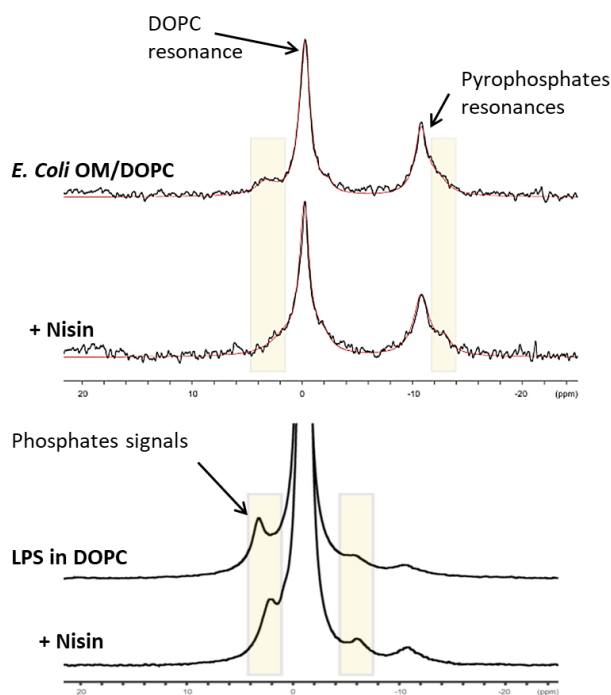 DOPC
resonance
Pyrophosphates
resonances
E. Coli OM/DOPC
+ Nisin
20 10 0 -10 -20 (ppm)
Phosphates signals
LPS in DOPC
+ Nisin
20 10 0 -10 -20 (ppm)